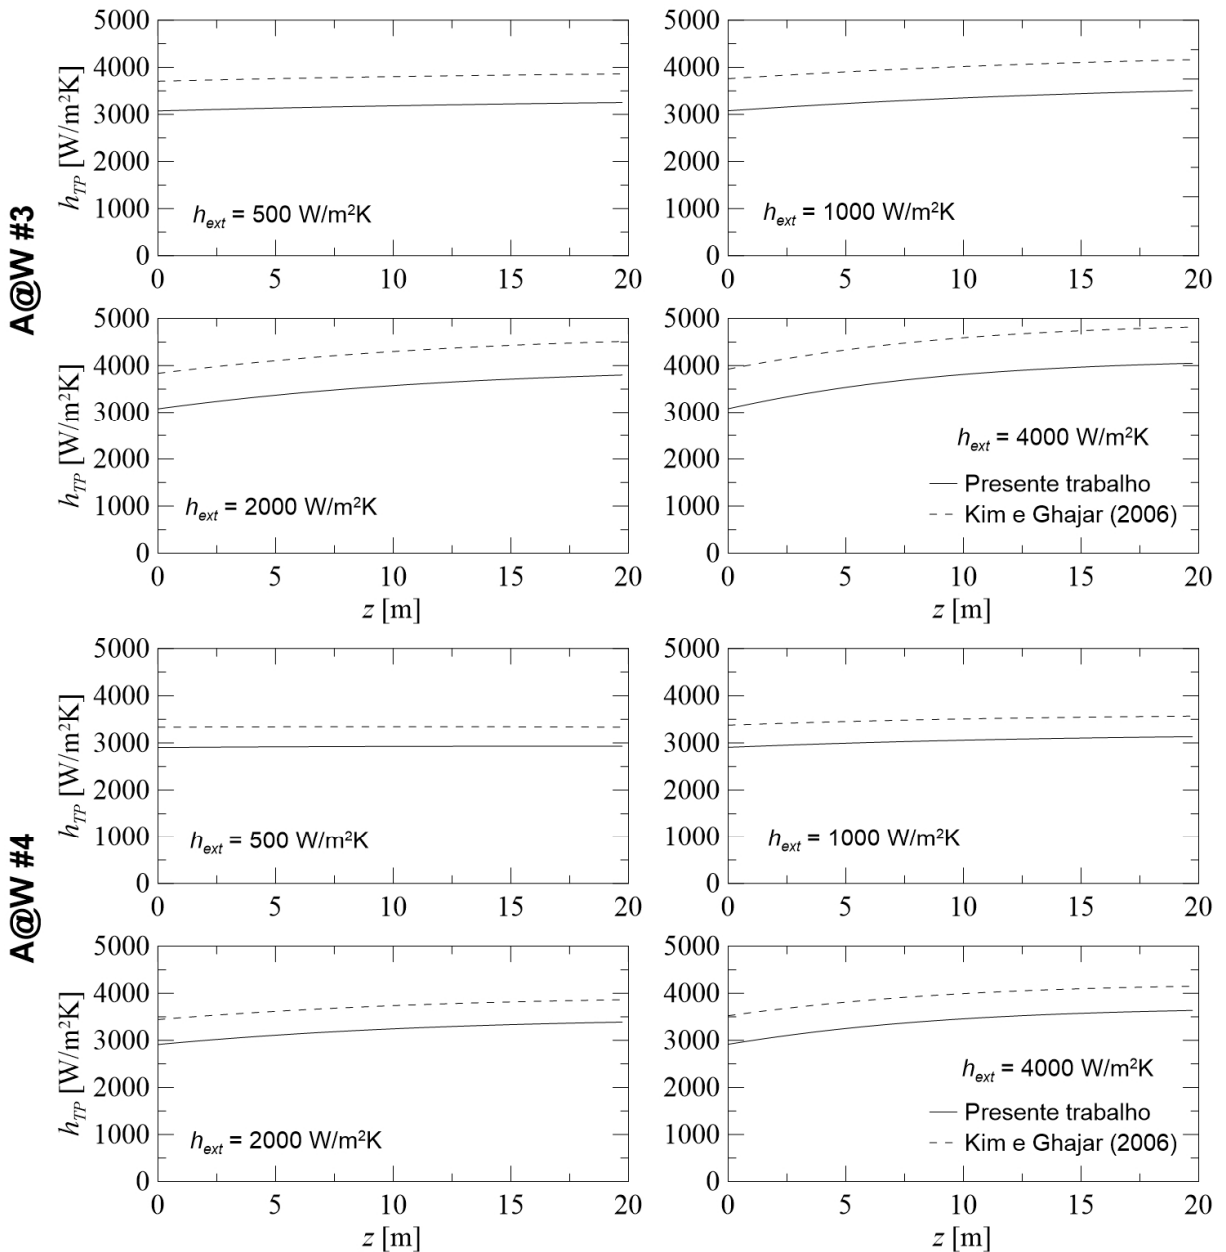 A@W #3
h_TP [W/m²K]
5000
4000
3000
2000
1000
0
h_ext = 500 W/m²K
0 5 10 15 20
5000
4000
3000
2000
1000
0
h_ext = 1000 W/m²K
0 5 10 15 20
h_TP [W/m²K]
5000
4000
3000
2000
1000
0
h_ext = 2000 W/m²K
0 5 10 15 20
z [m]
5000
4000
3000
2000
1000
0
h_ext = 4000 W/m²K
Presente trabalho
Kim e Ghajar (2006)
0 5 10 15 20
z [m]
A@W #4
h_TP [W/m²K]
5000
4000
3000
2000
1000
0
h_ext = 500 W/m²K
0 5 10 15 20
5000
4000
3000
2000
1000
0
h_ext = 1000 W/m²K
0 5 10 15 20
h_TP [W/m²K]
5000
4000
3000
2000
1000
0
h_ext = 2000 W/m²K
0 5 10 15 20
z [m]
5000
4000
3000
2000
1000
0
h_ext = 4000 W/m²K
Presente trabalho
Kim e Ghajar (2006)
0 5 10 15 20
z [m]